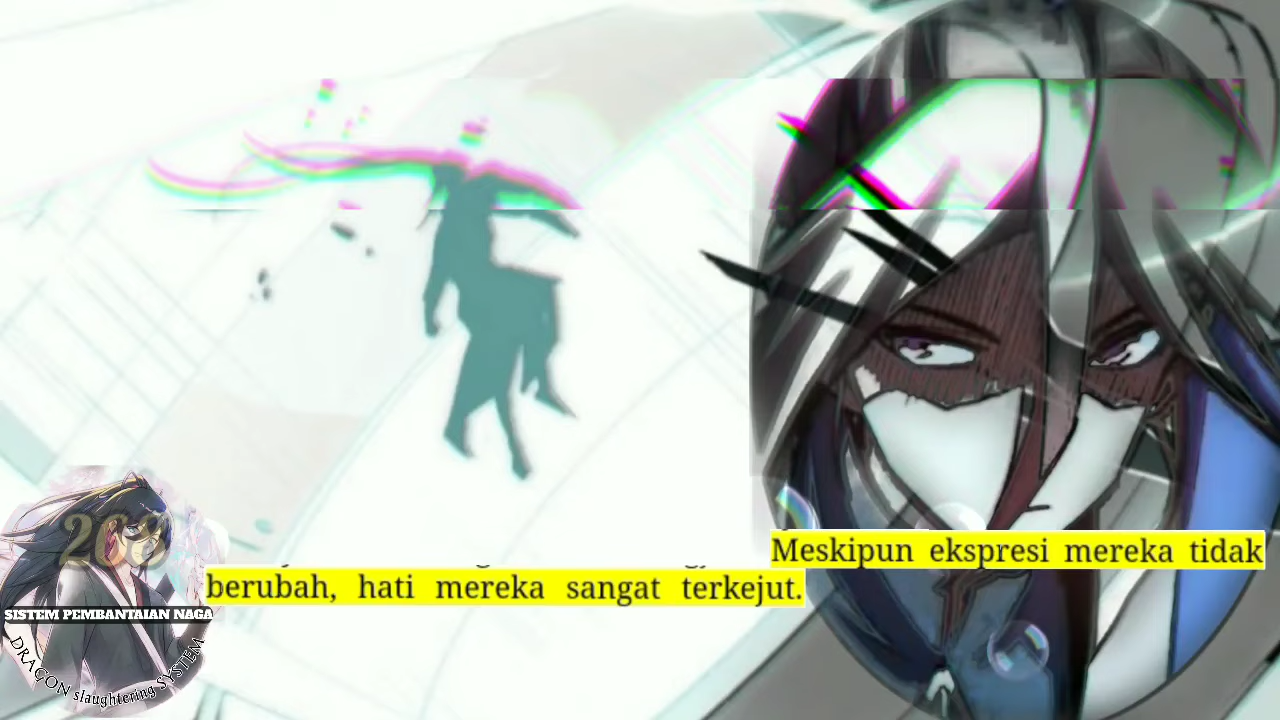 Meskipun ekspresi mereka tidak
berubah, hati mereka sangat terkejut.
SISTEM PEMBANTAIAN NAGA
DRAGON slaughtering SYSTEM